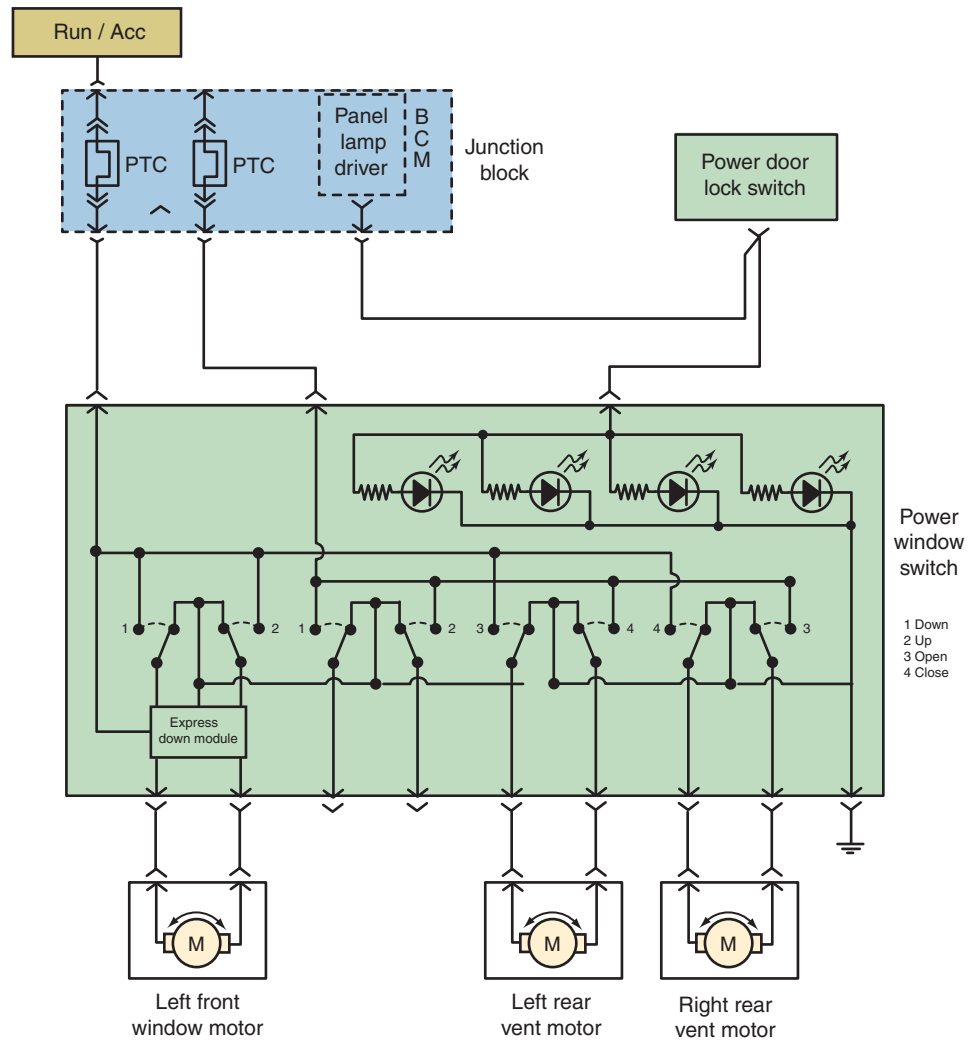 Run / Acc
PTC
PTC
Panel
lamp
driver
B
C
M
Junction
block
Power door
lock switch
Power
window
switch
1 Down
2 Up
3 Open
4 Close
1
2
1
2
3
4
4
3
Express
down module
M
M
M
Left front
window motor
Left rear
vent motor
Right rear
vent motor